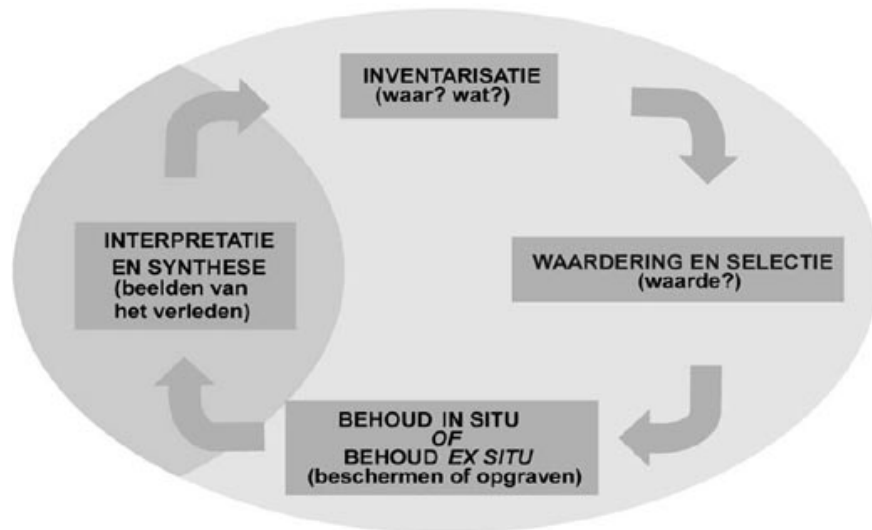 INVENTARISATIE
(waar? wat?)
WAARDERING EN SELECTIE
(waarde?)
BEHOUD IN SITU
OF
BEHOUD EX SITU
(beschermen of opgraven)
INTERPRETATIE
EN SYNTHESE
(beelden van
het verleden)